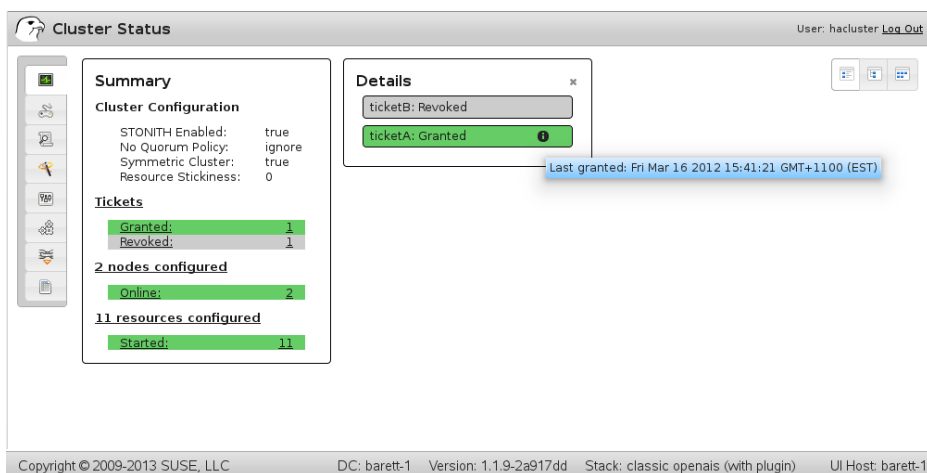 Cluster Status
User: hacluster Log Out
Summary
Cluster Configuration
STONITH Enabled: true
No Quorum Policy: ignore
Symmetric Cluster: true
Resource Stickiness: 0
Tickets
Granted: 1
Revoked: 1
2 nodes configured
Online: 2
11 resources configured
Started: 11
Details
ticketB: Revoked
ticketA: Granted
Last granted: Fri Mar 16 2012 15:41:21 GMT+1100 (EST)
Copyright © 2009-2013 SUSE, LLC
DC: barett-1 Version: 1.1.9-2a917dd Stack: classic openais (with plugin) UI Host: barett-1